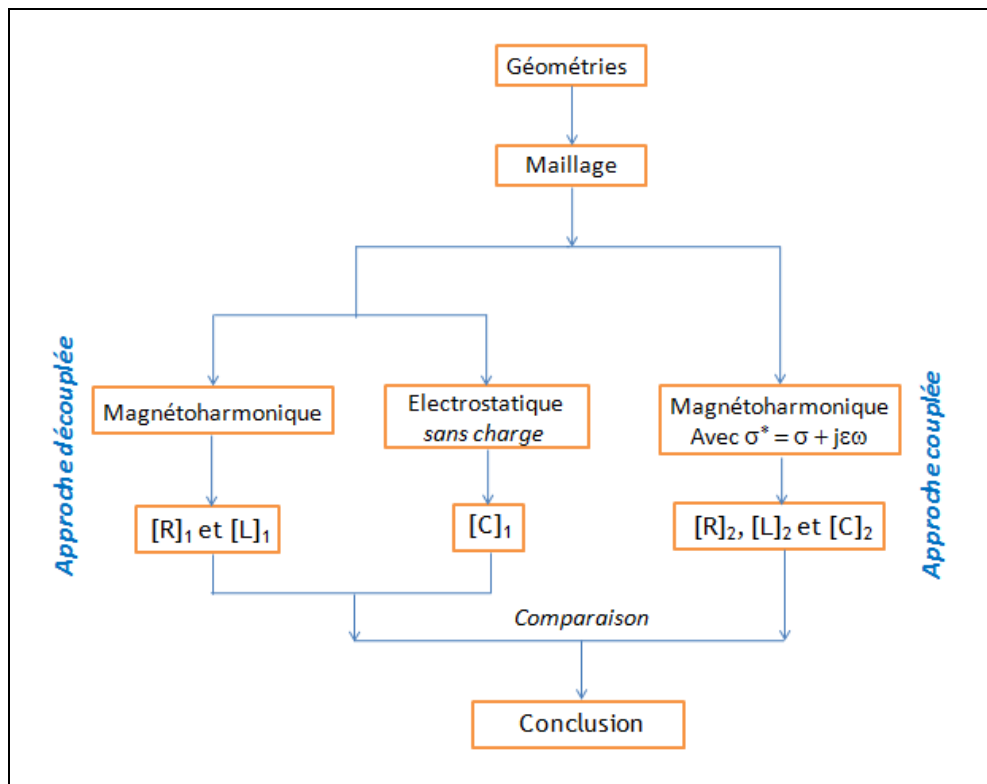 Géométries
Maillage
Approche découplée
Magnétoharmonique
Electrostatique
sans charge
Magnétoharmonique
Avec σ* = σ + jεω
Approche couplée
[R]₁ et [L]₁
[C]₁
[R]₂, [L]₂ et [C]₂
Comparaison
Conclusion